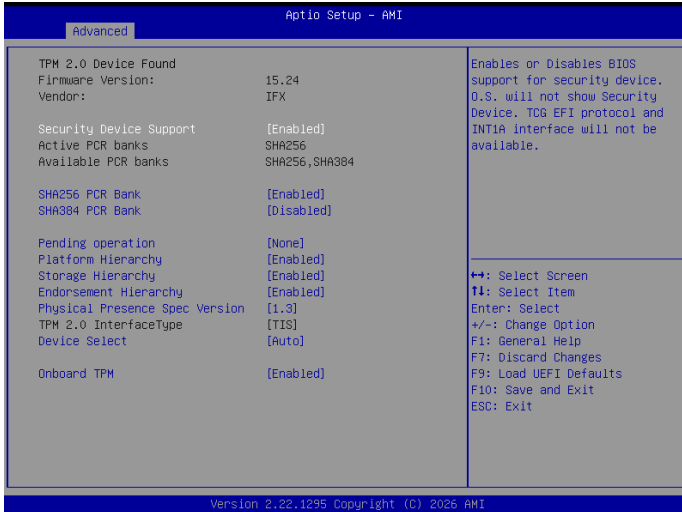 Aptio Setup – AMI
Advanced
TPM 2.0 Device Found
Firmware Version: 15.24
Vendor: IFX
Security Device Support [Enabled]
Active PCR banks SHA256
Available PCR banks SHA256,SHA384
SHA256 PCR Bank [Enabled]
SHA384 PCR Bank [Disabled]
Pending operation [None]
Platform Hierarchy [Enabled]
Storage Hierarchy [Enabled]
Endorsement Hierarchy [Enabled]
Physical Presence Spec Version [1.3]
TPM 2.0 InterfaceType [TIS]
Device Select [Auto]
Onboard TPM [Enabled]
Enables or Disables BIOS
support for security device.
O.S. will not show Security
Device. TCG EFI protocol and
INT1A interface will not be
available.
↔: Select Screen
↑↓: Select Item
Enter: Select
+/-: Change Option
F1: General Help
F7: Discard Changes
F9: Load UEFI Defaults
F10: Save and Exit
ESC: Exit
Version 2.22.1295 Copyright (C) 2026 AMI